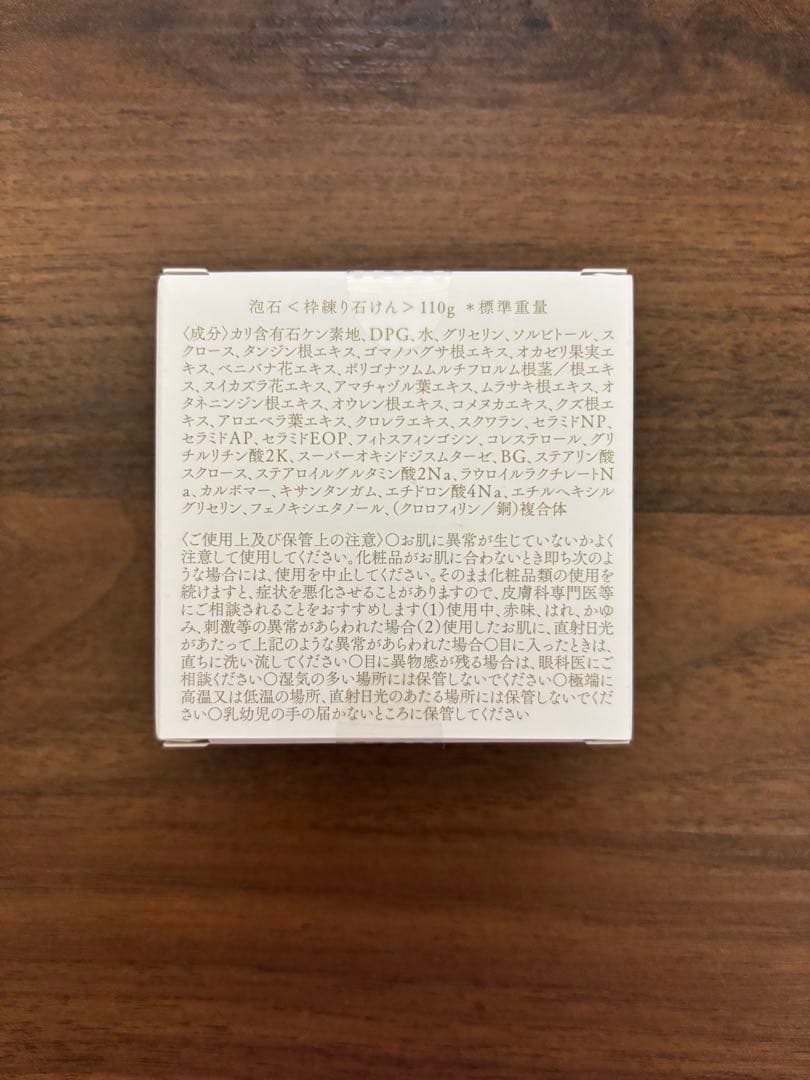 泡石＜枠練り石けん＞110g ＊標準重量
〈成分〉カリ含有石ケン素地、DPG、水、グリセリン、ソルビトール、ス
クロース、タンジン根エキス、ゴマノハグサ根エキス、オカゼリ果実エ
キス、ベニバナ花エキス、ポリゴナツムムルチフロルム根茎／根エキ
ス、スイカズラ花エキス、アマチャヅル葉エキス、ムラサキ根エキス、オ
タネニンジン根エキス、オウレン根エキス、コメヌカエキス、クズ根エ
キス、アロエベラ葉エキス、クロレラエキス、スクワラン、セラミドNP、
セラミドAP、セラミドEOP、フィトスフィンゴシン、コレステロール、グリ
チルリチン酸2K、スーパーオキシドジスムターゼ、BG、ステアリン酸
スクロース、ステアロイルグルタミン酸2Na、ラウロイルラクチレートN
a、カルボマー、キサンタンガム、エチドロン酸4Na、エチルヘキシル
グリセリン、フェノキシエタノール、（クロロフィリン／銅）複合体
〈ご使用上及び保管上の注意〉○お肌に異常が生じていないかよく
注意して使用してください。化粧品がお肌に合わないとき即ち次のよ
うな場合には、使用を中止してください。そのまま化粧品類の使用を
続けますと、症状を悪化させることがありますので、皮膚科専門医等
にご相談されることをおすすめします(1)使用中、赤味、はれ、かゆ
み、刺激等の異常があらわれた場合(2)使用したお肌に、直射日光
があたって上記のような異常があらわれた場合○目に入ったときは、
直ちに洗い流してください○目に異物感が残る場合は、眼科医にご
相談ください○湿気の多い場所には保管しないでください○極端に
高温又は低温の場所、直射日光のあたる場所には保管しないでくだ
さい○乳幼児の手の届かないところに保管してください